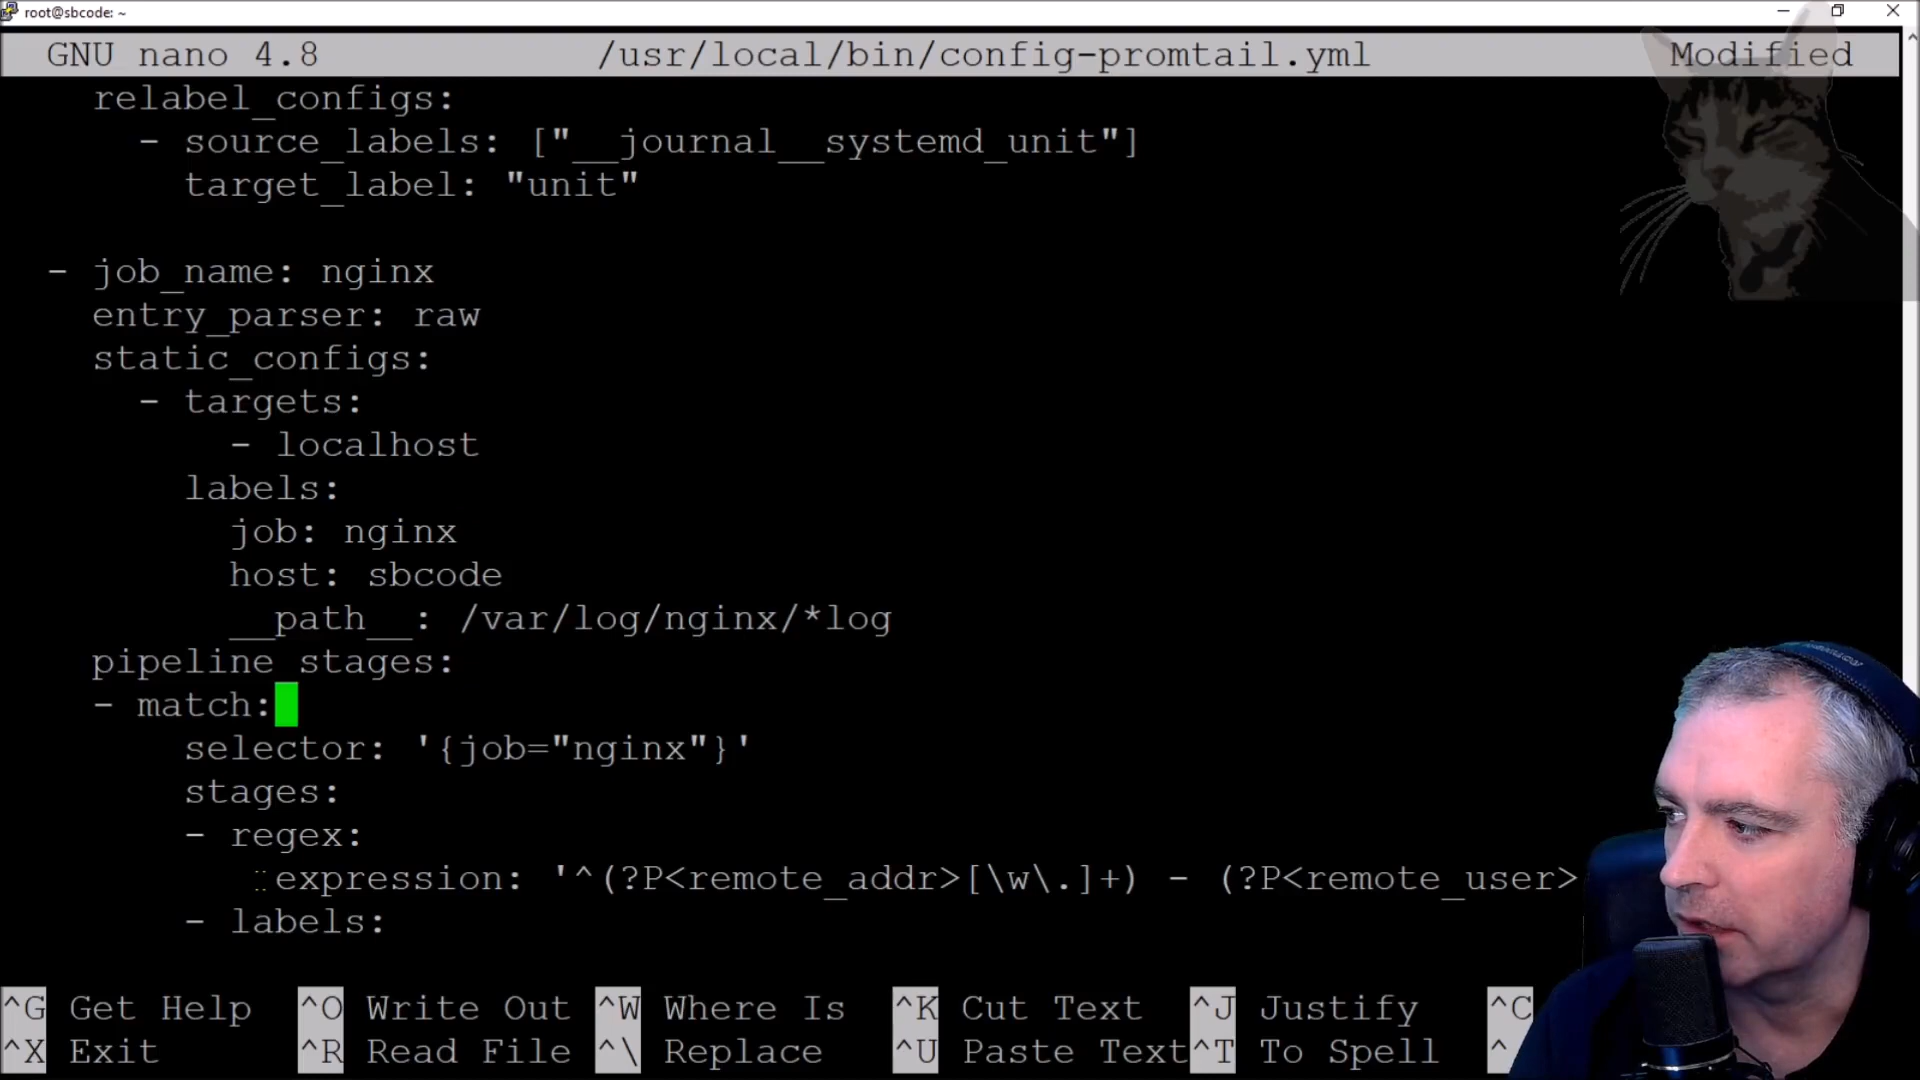 root@sbcode: ~
GNU nano 4.8 /usr/local/bin/config-promtail.yml Modified
relabel_configs:
- source_labels: ["__journal__systemd_unit"]
target_label: "unit"
- job_name: nginx
entry_parser: raw
static_configs:
- targets:
- localhost
labels:
job: nginx
host: sbcode
__path__: /var/log/nginx/*log
pipeline_stages:
- match:
selector: '{job="nginx"}'
stages:
- regex:
expression: '^(?P<remote_addr>[\w\.]+) - (?P<remote_user>
- labels:
^G Get Help ^O Write Out ^W Where Is ^K Cut Text ^J Justify ^C
^X Exit ^R Read File ^\ Replace ^U Paste Text ^T To Spell ^